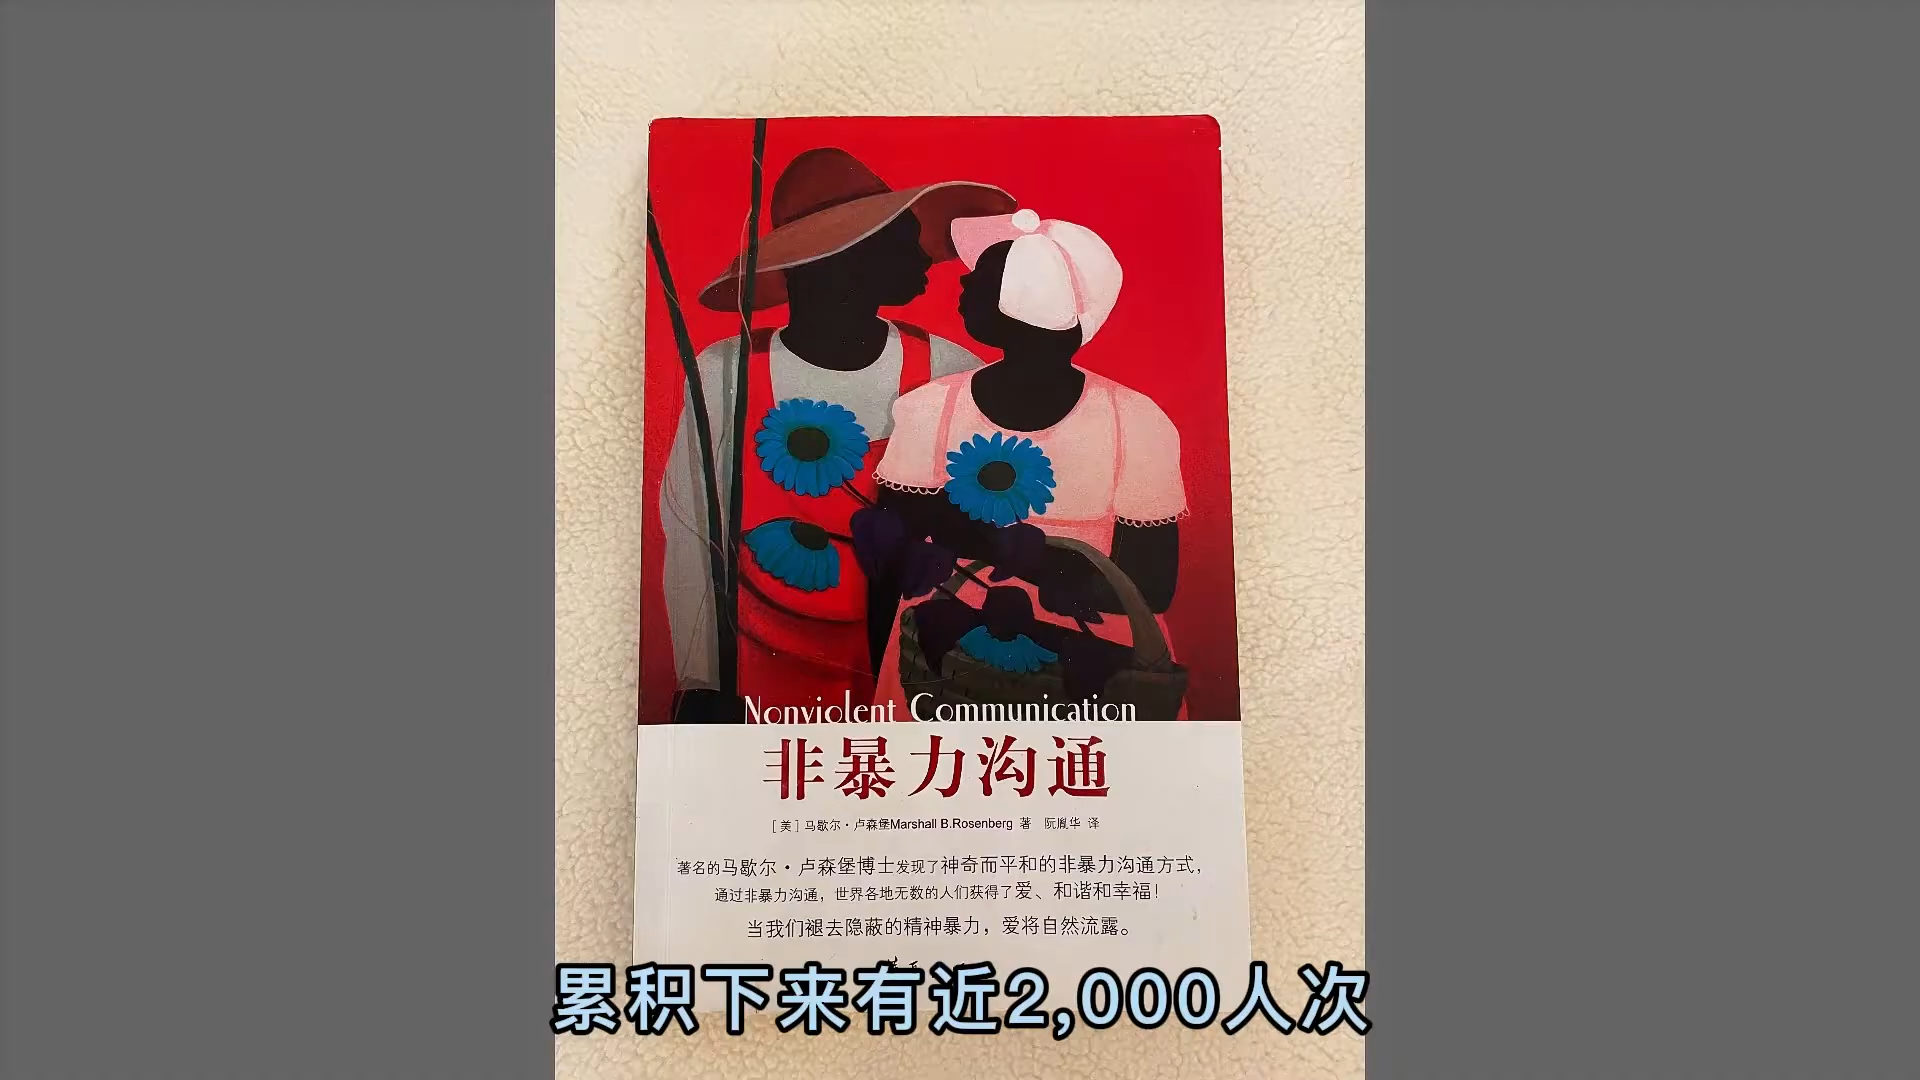 Nonviolent Communication
非暴力沟通
[美] 马歇尔·卢森堡Marshall B.Rosenberg 著 阮胤华 译
著名的马歇尔·卢森堡博士发现了神奇而平和的非暴力沟通方式，
通过非暴力沟通，世界各地无数的人们获得了爱、和谐和幸福！
当我们褪去隐蔽的精神暴力，爱将自然流露。
累积下来有近2,000人次